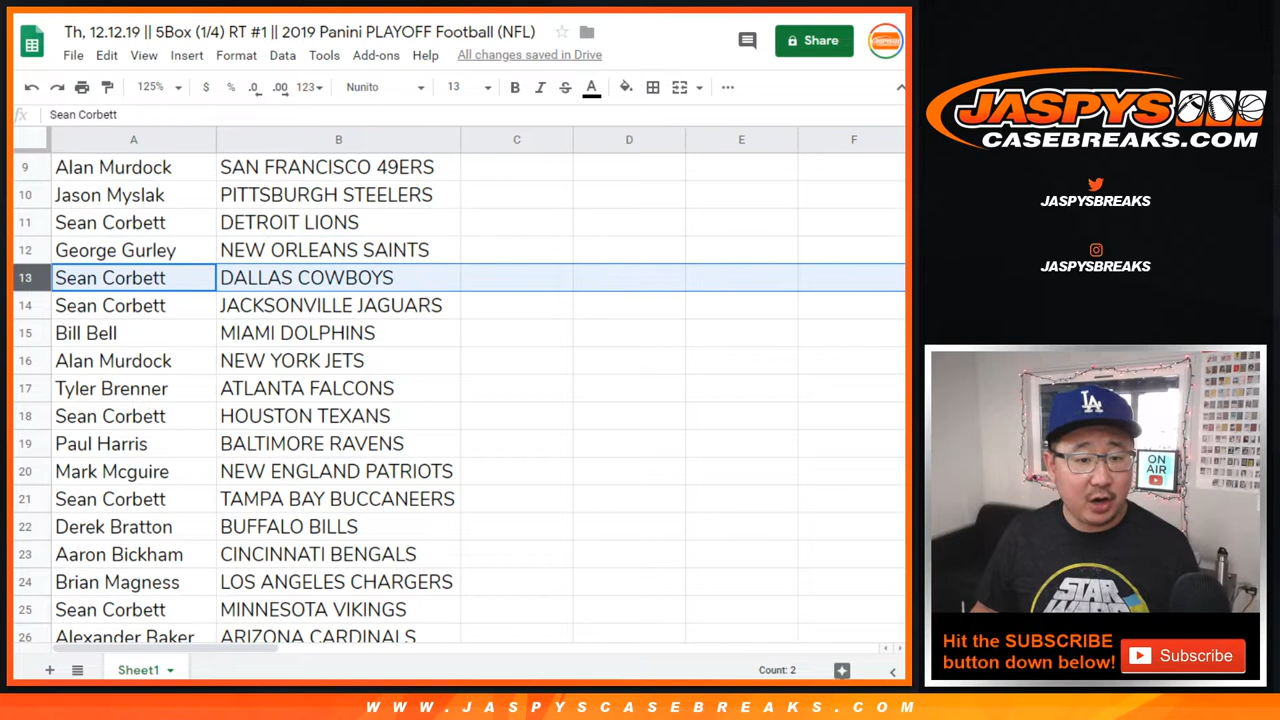 Th, 12.12.19 || 5Box (1/4) RT #1 || 2019 Panini PLAYOFF Football (NFL)
File Edit View Insert Format Data Tools Add-ons Help All changes saved in Drive
Share
125% $ % .0 .00 123 Nunito 13 B I S A
fx Sean Corbett
A B C D E F
9 Alan Murdock SAN FRANCISCO 49ERS
10 Jason Myslak PITTSBURGH STEELERS
11 Sean Corbett DETROIT LIONS
12 George Gurley NEW ORLEANS SAINTS
13 Sean Corbett DALLAS COWBOYS
14 Sean Corbett JACKSONVILLE JAGUARS
15 Bill Bell MIAMI DOLPHINS
16 Alan Murdock NEW YORK JETS
17 Tyler Brenner ATLANTA FALCONS
18 Sean Corbett HOUSTON TEXANS
19 Paul Harris BALTIMORE RAVENS
20 Mark Mcguire NEW ENGLAND PATRIOTS
21 Sean Corbett TAMPA BAY BUCCANEERS
22 Derek Bratton BUFFALO BILLS
23 Aaron Bickham CINCINNATI BENGALS
24 Brian Magness LOS ANGELES CHARGERS
25 Sean Corbett MINNESOTA VIKINGS
26 Alexander Baker ARIZONA CARDINALS
Sheet1
Count: 2
JASPYS
CASEBREAKS.COM
JASPYSBREAKS
JASPYSBREAKS
LA
ON
AIR
STAR
Hit the SUBSCRIBE
button down below!
Subscribe
WWW.JASPYSCASEBREAKS.COM